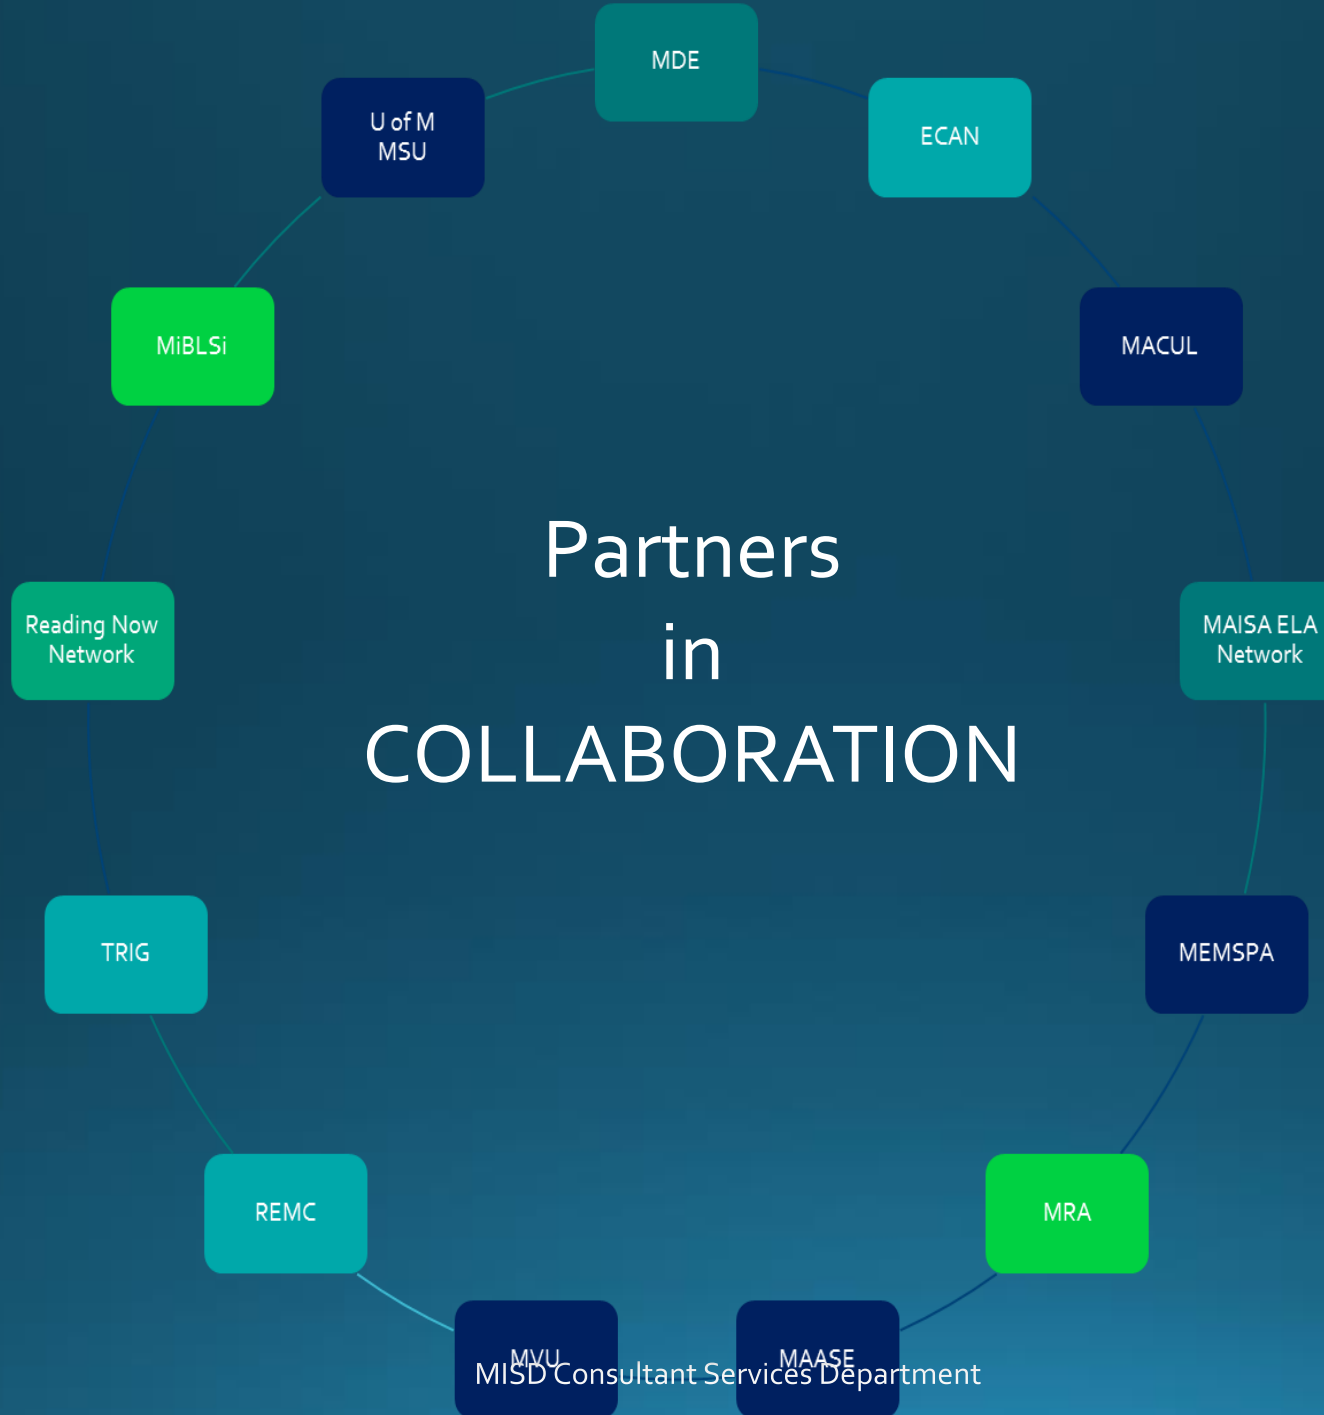 MDE
U of M
MSU
ECAN
MiBLSi
MACUL
Partners
in
COLLABORATION
Reading Now
Network
MAISA ELA
Network
TRIG
MEMSPA
REMC
MRA
MVU
MAASE
MISD Consultant Services Department